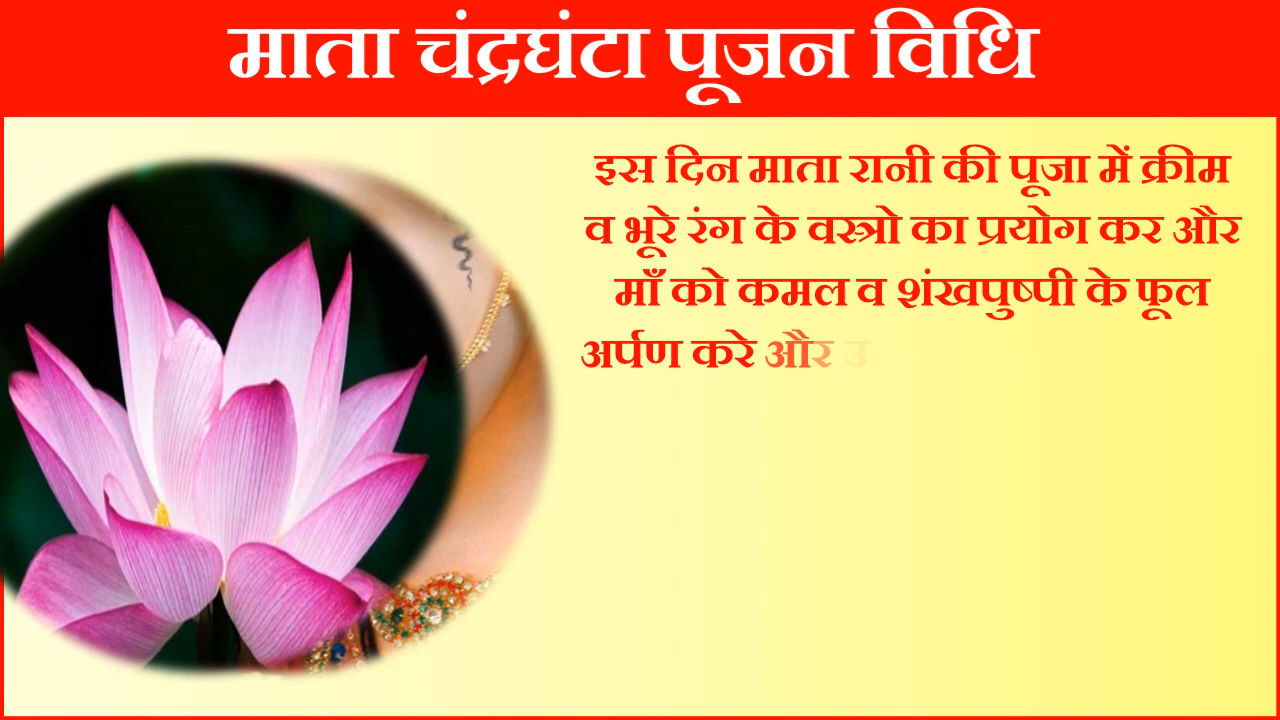 माता चंद्रघंटा पूजन विधि
इस दिन माता रानी की पूजा में क्रीम
व भूरे रंग के वस्त्रो का प्रयोग कर और
माँ को कमल व शंखपुष्पी के फूल
अर्पण करे और